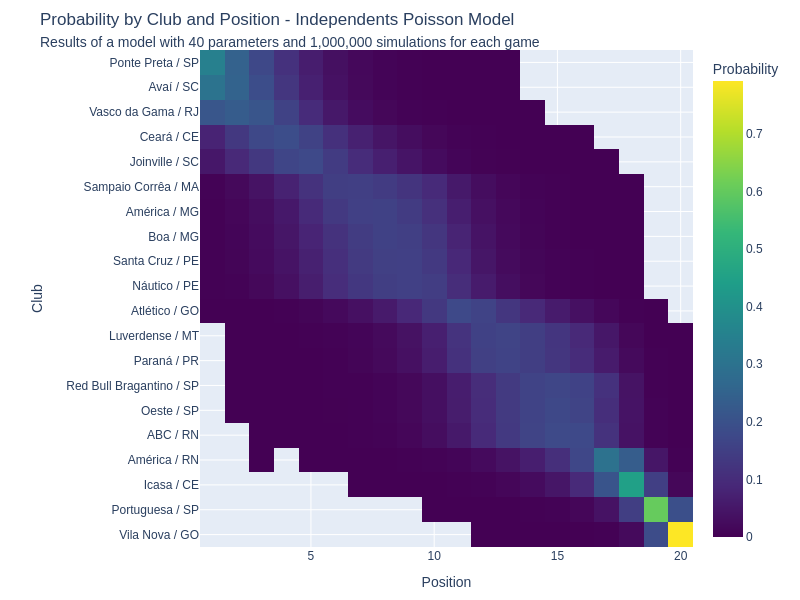 Probability by Club and Position - Independents Poisson Model
Results of a model with 40 parameters and 1,000,000 simulations for each game
Probability
Ponte Preta / SP
Avaí / SC
Vasco da Gama / RJ
Ceará / CE
Joinville / SC
Sampaio Corrêa / MA
América / MG
Boa / MG
Santa Cruz / PE
Náutico / PE
Atlético / GO
Luverdense / MT
Paraná / PR
Red Bull Bragantino / SP
Oeste / SP
ABC / RN
América / RN
Icasa / CE
Portuguesa / SP
Vila Nova / GO
Club
5
10
15
20
Position
0.7
0.6
0.5
0.4
0.3
0.2
0.1
0